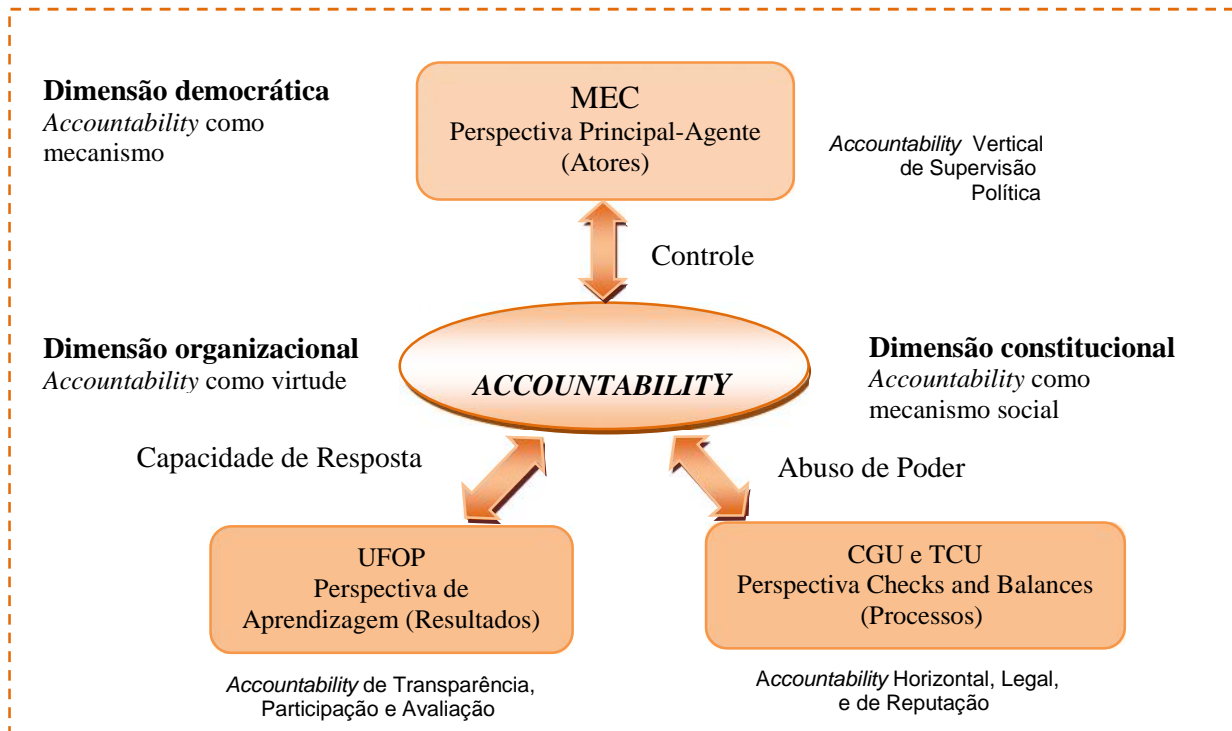 Dimensão democrática
Accountability como
mecanismo
MEC
Perspectiva Principal-Agente
(Atores)
Accountability Vertical
de Supervisão
Política
Controle
Dimensão organizacional
Accountability como virtude
ACCOUNTABILITY
Dimensão constitucional
Accountability como
mecanismo social
Capacidade de Resposta
Abuso de Poder
UFOP
Perspectiva de
Aprendizagem (Resultados)
CGU e TCU
Perspectiva Checks and Balances
(Processos)
Accountability de Transparência,
Participação e Avaliação
Accountability Horizontal, Legal,
e de Reputação